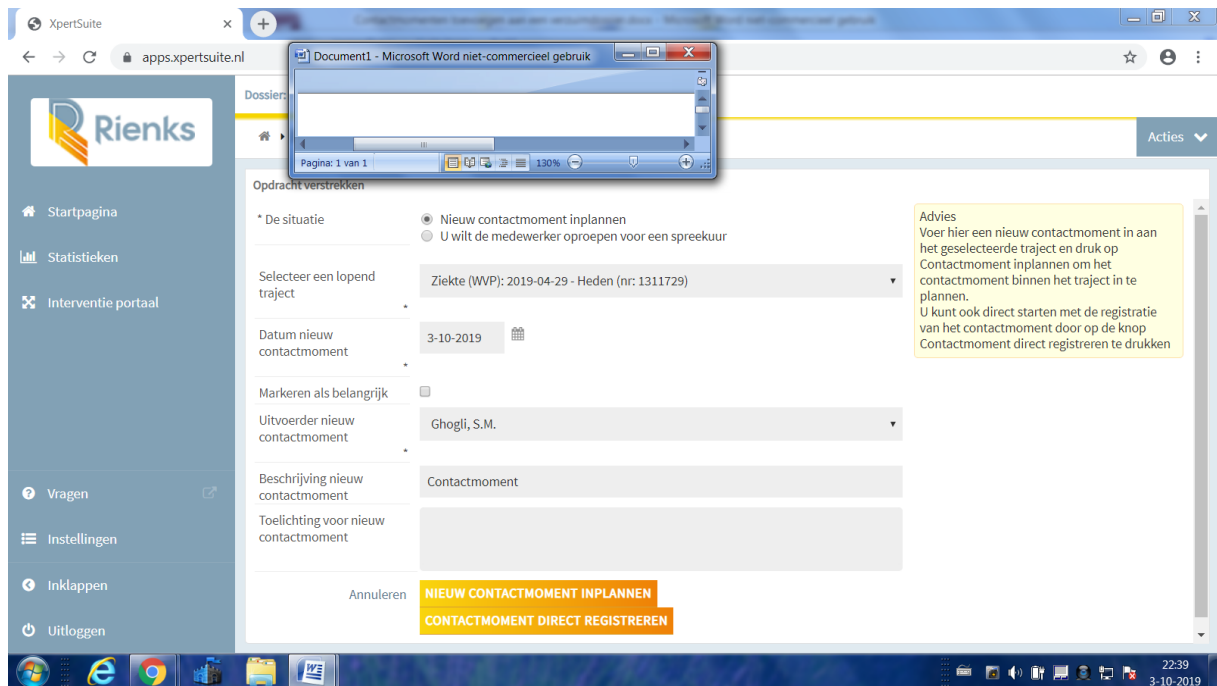 XpertSuite
Contactmomenten toevoegen aan een verzuimdossier.docx - Microsoft Word niet-commercieel gebruik
apps.xpertsuite.nl
Document1 - Microsoft Word niet-commercieel gebruik
Pagina: 1 van 1
130%
Rienks
Dossier:
Acties
Startpagina
Statistieken
Interventie portaal
Vragen
Instellingen
Inklappen
Uitloggen
Opdracht verstrekken
* De situatie
Nieuw contactmoment inplannen
U wilt de medewerker oproepen voor een spreekuur
Selecteer een lopend
traject
*
Ziekte (WVP): 2019-04-29 - Heden (nr: 1311729)
Datum nieuw
contactmoment
*
3-10-2019
Markeren als belangrijk
Uitvoerder nieuw
contactmoment
*
Ghogli, S.M.
Beschrijving nieuw
contactmoment
Contactmoment
Toelichting voor nieuw
contactmoment
Annuleren
NIEUW CONTACTMOMENT INPLANNEN
CONTACTMOMENT DIRECT REGISTREREN
Advies
Voer hier een nieuw contactmoment in aan
het geselecteerde traject en druk op
Contactmoment inplannen om het
contactmoment binnen het traject in te
plannen.
U kunt ook direct starten met de registratie
van het contactmoment door op de knop
Contactmoment direct registreren te drukken
22:39
3-10-2019